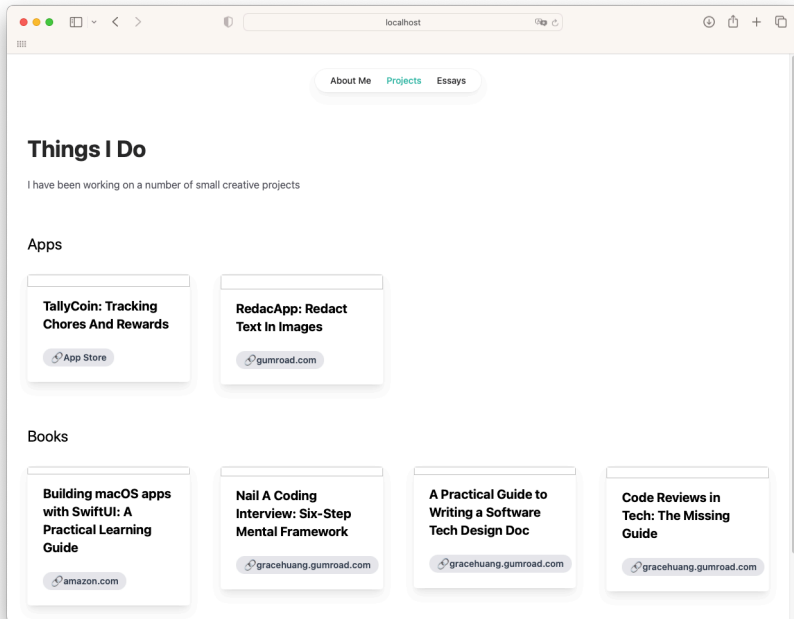 localhost
About Me Projects Essays
Things I Do
I have been working on a number of small creative projects
Apps
TallyCoin: Tracking
Chores And Rewards
App Store
RedacApp: Redact
Text In Images
gumroad.com
Books
Building macOS apps
with SwiftUI: A
Practical Learning
Guide
amazon.com
Nail A Coding
Interview: Six-Step
Mental Framework
gracehuang.gumroad.com
A Practical Guide to
Writing a Software
Tech Design Doc
gracehuang.gumroad.com
Code Reviews in
Tech: The Missing
Guide
gracehuang.gumroad.com